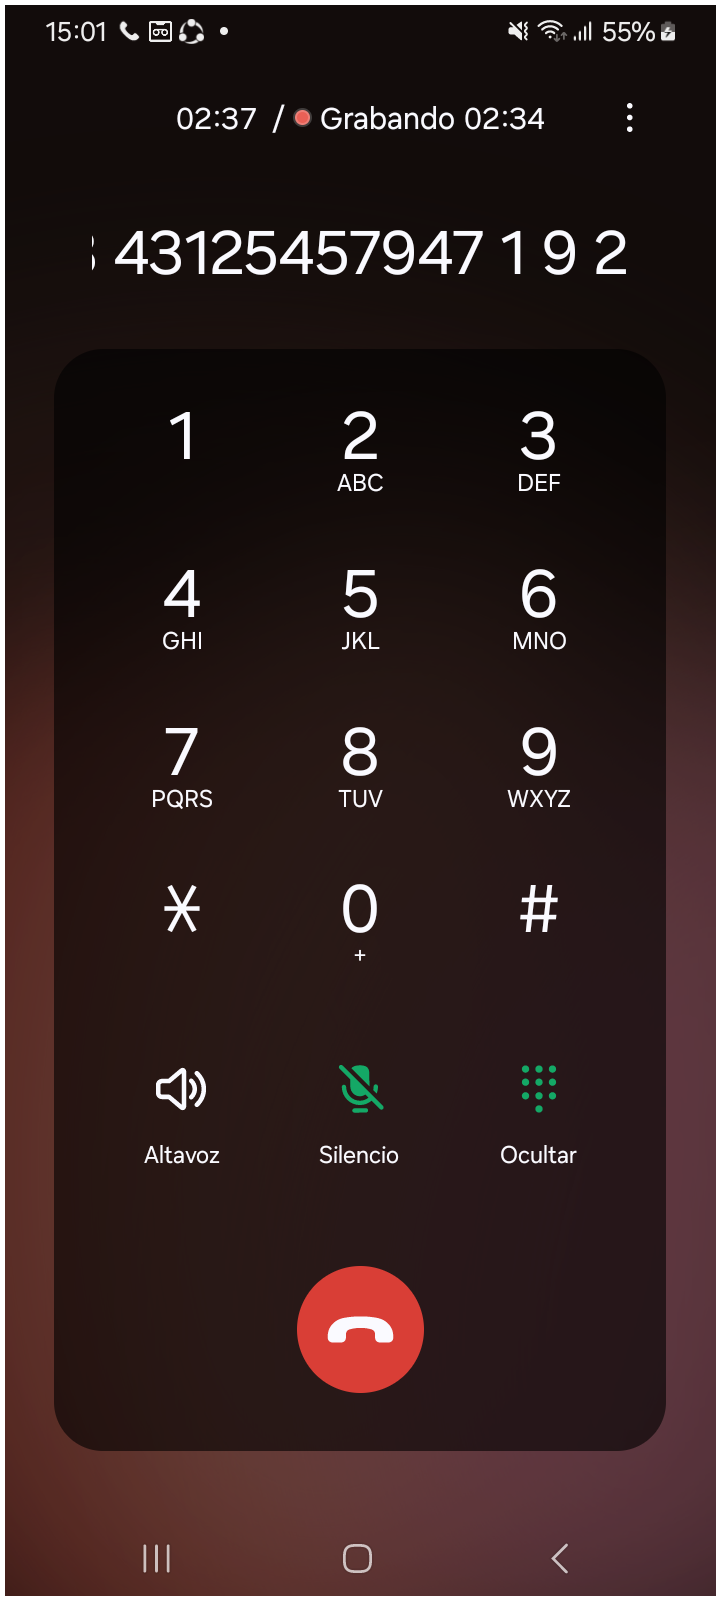 15:01 55%
02:37 / Grabando 02:34
43125457947 1 9 2
1 2 3
ABC DEF
4 5 6
GHI JKL MNO
7 8 9
PQRS TUV WXYZ
* 0 #
+
Altavoz Silencio Ocultar